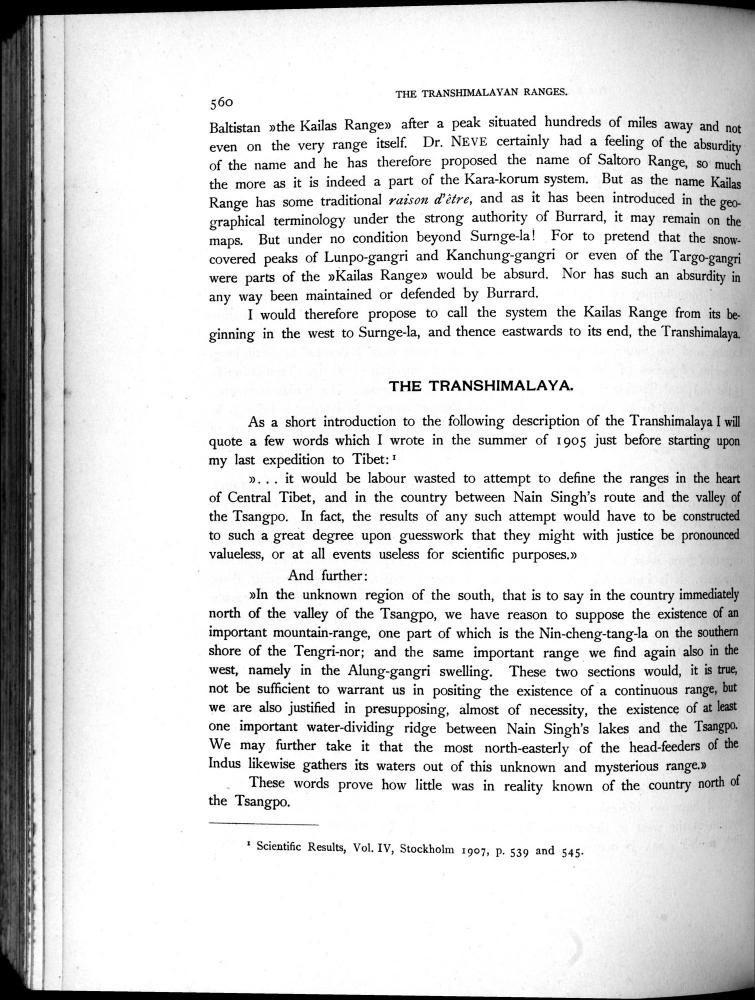 560
THE TRANSHIMALAYAN RANGES.
Baltistan »the Kailas Range» after a peak situated hundreds of miles away and not
even on the very range itself. Dr. NEVE certainly had a feeling of the absurdity
of the name and he has therefore proposed the name of Saltoro Range, so much
the more as it is indeed a part of the Kara-korum system. But as the name Kailas
Range has some traditional raison d'ètre, and as it has been introduced in the geo-
graphical terminology under the strong authority of Burrard, it may remain on the
maps. But under no condition beyond Surnge-la! For to pretend that the snow-
covered peaks of Lunpo-gangri and Kanchung-gangri or even of the Targo-gangri
were parts of the »Kailas Range» would be absurd. Nor has such an absurdity in
any way been maintained or defended by Burrard.
I would therefore propose to call the system the Kailas Range from its be-
ginning in the west to Surnge-la, and thence eastwards to its end, the Transhimalaya.
THE TRANSHIMALAYA.
As a short introduction to the following description of the Transhimalaya I will
quote a few words which I wrote in the summer of 1905 just before starting upon
my last expedition to Tibet: ¹
»... it would be labour wasted to attempt to define the ranges in the heart
of Central Tibet, and in the country between Nain Singh's route and the valley of
the Tsangpo. In fact, the results of any such attempt would have to be constructed
to such a great degree upon guesswork that they might with justice be pronounced
valueless, or at all events useless for scientific purposes.»
And further:
»In the unknown region of the south, that is to say in the country immediately
north of the valley of the Tsangpo, we have reason to suppose the existence of an
important mountain-range, one part of which is the Nin-cheng-tang-la on the southern
shore of the Tengri-nor; and the same important range we find again also in the
west, namely in the Alung-gangri swelling. These two sections would, it is true,
not be sufficient to warrant us in positing the existence of a continuous range, but
we are also justified in presupposing, almost of necessity, the existence of at least
one important water-dividing ridge between Nain Singh's lakes and the Tsangpo.
We may further take it that the most north-easterly of the head-feeders of the
Indus likewise gathers its waters out of this unknown and mysterious range.»
These words prove how little was in reality known of the country north of
the Tsangpo.
¹ Scientific Results, Vol. IV, Stockholm 1907, p. 539 and 545.